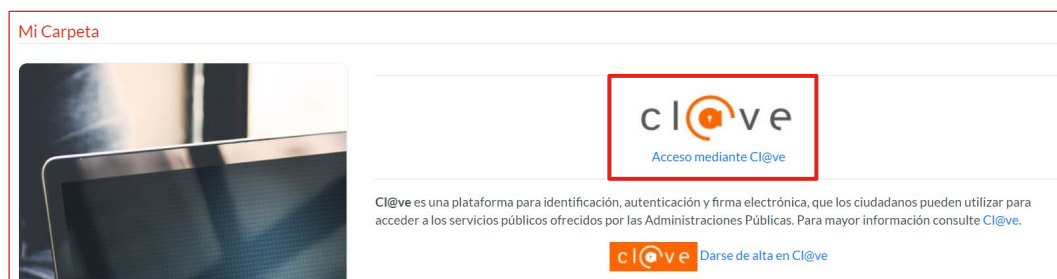 Mi Carpeta
cl@ve
Acceso mediante Cl@ve
Cl@ve es una plataforma para identificación, autenticación y firma electrónica, que los ciudadanos pueden utilizar para
acceder a los servicios públicos ofrecidos por las Administraciones Públicas. Para mayor información consulte Cl@ve.
cl@ve Darse de alta en Cl@ve